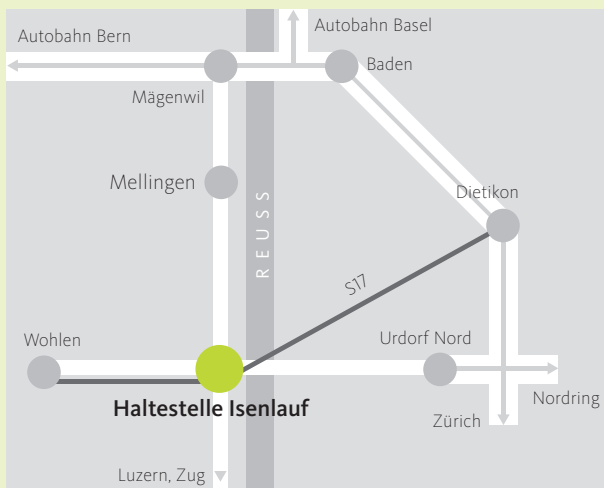 Autobahn Basel
Autobahn Bern
Baden
Mägenwil
Mellingen
Dietikon
REUSS
S17
Wohlen
Urdorf Nord
Nordring
Haltestelle Isenlauf
Zürich
Luzern, Zug